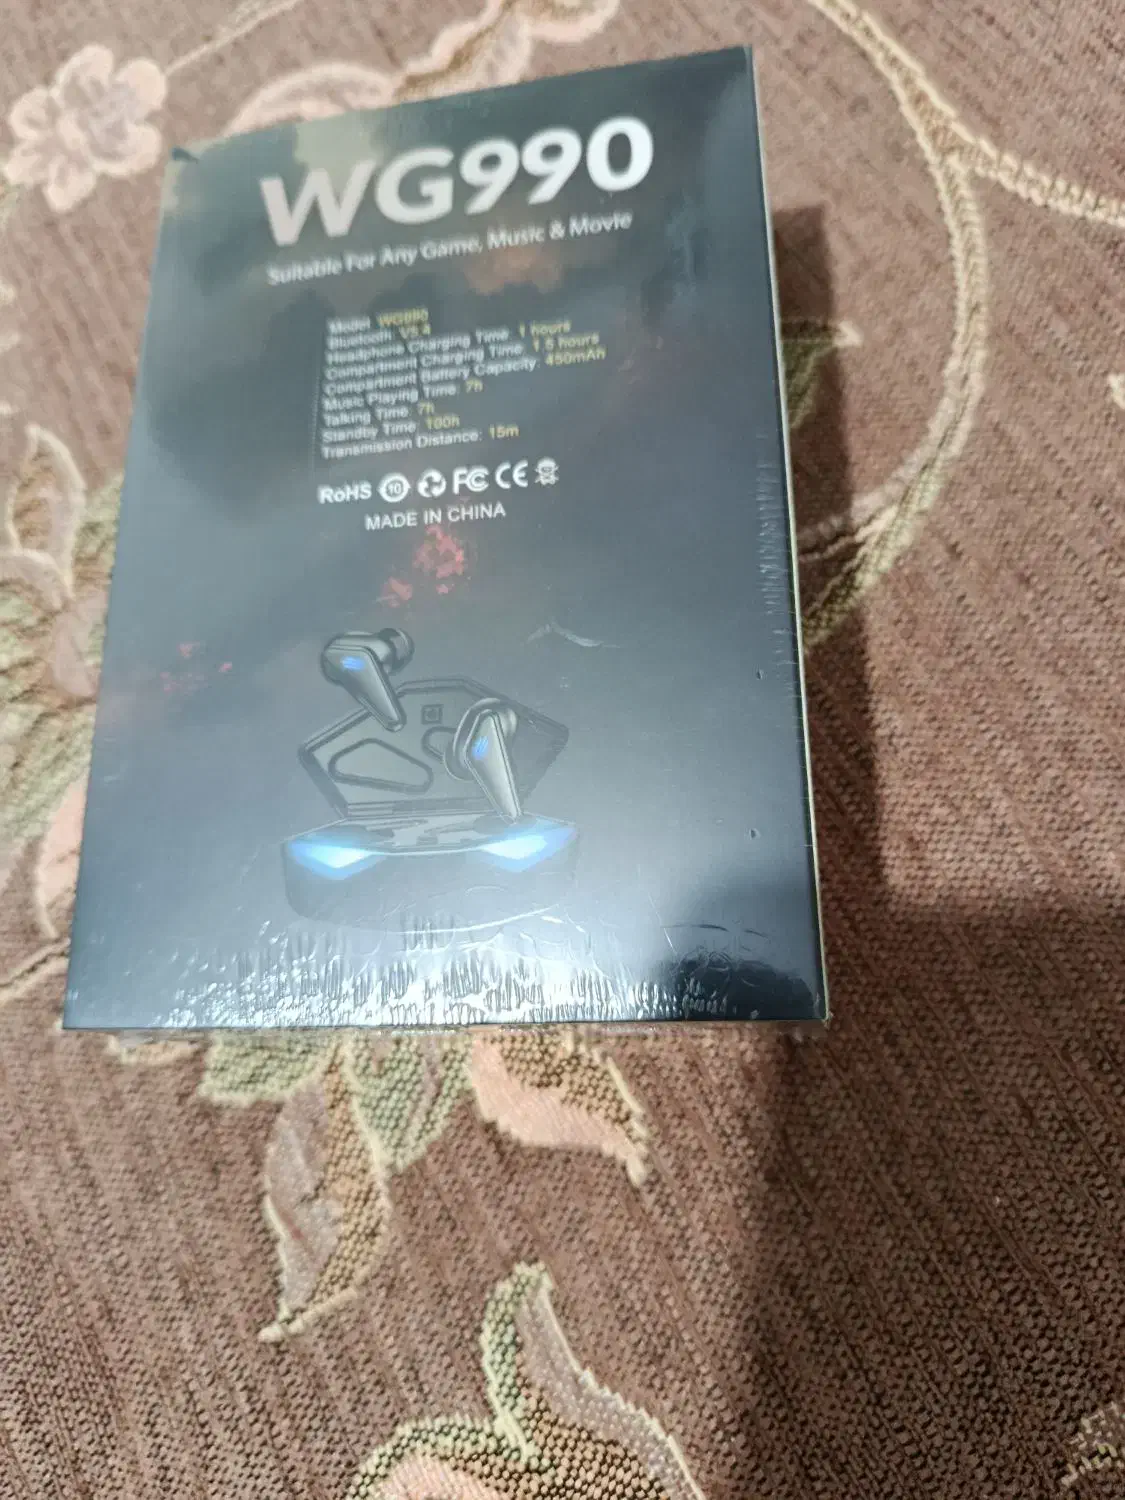 WG990
Suitable For Any Game, Music & Movie
Model: WG990
Bluetooth: V5.4
Headphone Charging Time: 1 hours
Compartment Charging Time: 1.5 hours
Compartment Battery Capacity: 450mAh
Music Playing Time: 7h
Talking Time: 7h
Standby Time: 100h
Transmission Distance: 15m
RoHS 10 FC CE
MADE IN CHINA